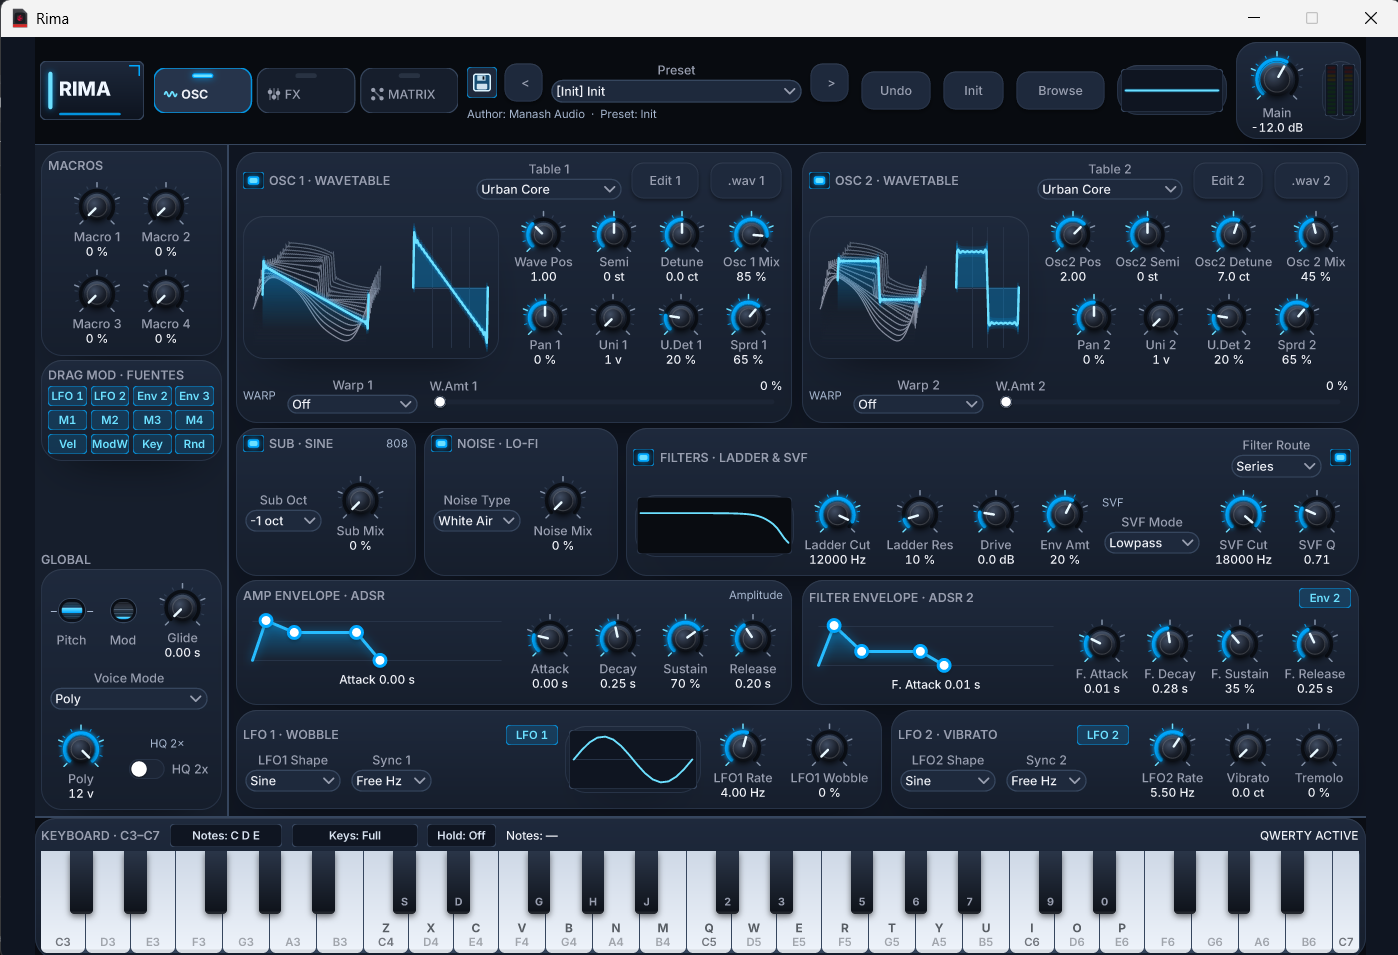 Rima
RIMA
OSC
FX
MATRIX
Preset
<
[Init] Init
>
Author: Manash Audio · Preset: Init
Undo
Init
Browse
Main
-12.0 dB
MACROS
Macro 1
0 %
Macro 2
0 %
Macro 3
0 %
Macro 4
0 %
DRAG MOD · FUENTES
LFO 1 LFO 2 Env 2 Env 3
M1 M2 M3 M4
Vel ModW Key Rnd
GLOBAL
Pitch
Mod
Glide
0.00 s
Voice Mode
Poly
Poly
12 v
HQ 2×
HQ 2x
OSC 1 · WAVETABLE
Table 1
Urban Core
Edit 1
.wav 1
Wave Pos
1.00
Semi
0 st
Detune
0.0 ct
Osc 1 Mix
85 %
Pan 1
0 %
Uni 1
1 v
U.Det 1
20 %
Sprd 1
65 %
WARP
Warp 1
Off
W.Amt 1
0 %
OSC 2 · WAVETABLE
Table 2
Urban Core
Edit 2
.wav 2
Osc2 Pos
2.00
Osc2 Semi
0 st
Osc2 Detune
7.0 ct
Osc 2 Mix
45 %
Pan 2
0 %
Uni 2
1 v
U.Det 2
20 %
Sprd 2
65 %
WARP
Warp 2
Off
W.Amt 2
0 %
SUB · SINE
808
Sub Oct
-1 oct
Sub Mix
0 %
NOISE · LO-FI
Noise Type
White Air
Noise Mix
0 %
FILTERS · LADDER & SVF
Filter Route
Series
Ladder Cut
12000 Hz
Ladder Res
10 %
Drive
0.0 dB
Env Amt
20 %
SVF
SVF Mode
Lowpass
SVF Cut
18000 Hz
SVF Q
0.71
AMP ENVELOPE · ADSR
Amplitude
Attack 0.00 s
Attack
0.00 s
Decay
0.25 s
Sustain
70 %
Release
0.20 s
FILTER ENVELOPE · ADSR 2
Env 2
F. Attack 0.01 s
F. Attack
0.01 s
F. Decay
0.28 s
F. Sustain
35 %
F. Release
0.25 s
LFO 1 · WOBBLE
LFO 1
LFO1 Shape
Sine
Sync 1
Free Hz
LFO1 Rate
4.00 Hz
LFO1 Wobble
0 %
LFO 2 · VIBRATO
LFO 2
LFO2 Shape
Sine
Sync 2
Free Hz
LFO2 Rate
5.50 Hz
Vibrato
0.0 ct
Tremolo
0 %
KEYBOARD · C3–C7
Notes: C D E
Keys: Full
Hold: Off
Notes: —
QWERTY ACTIVE
S D G H J 2 3 5 6 7 9 0
Z X C V B N M Q W E R T Y U I O P
C3 D3 E3 F3 G3 A3 B3 C4 D4 E4 F4 G4 A4 B4 C5 D5 E5 F5 G5 A5 B5 C6 D6 E6 F6 G6 A6 B6 C7